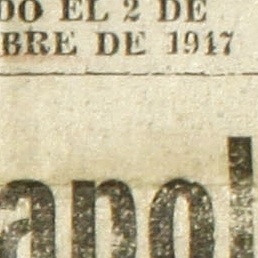 DO EL 2 DE
BRE DE 1917
anol